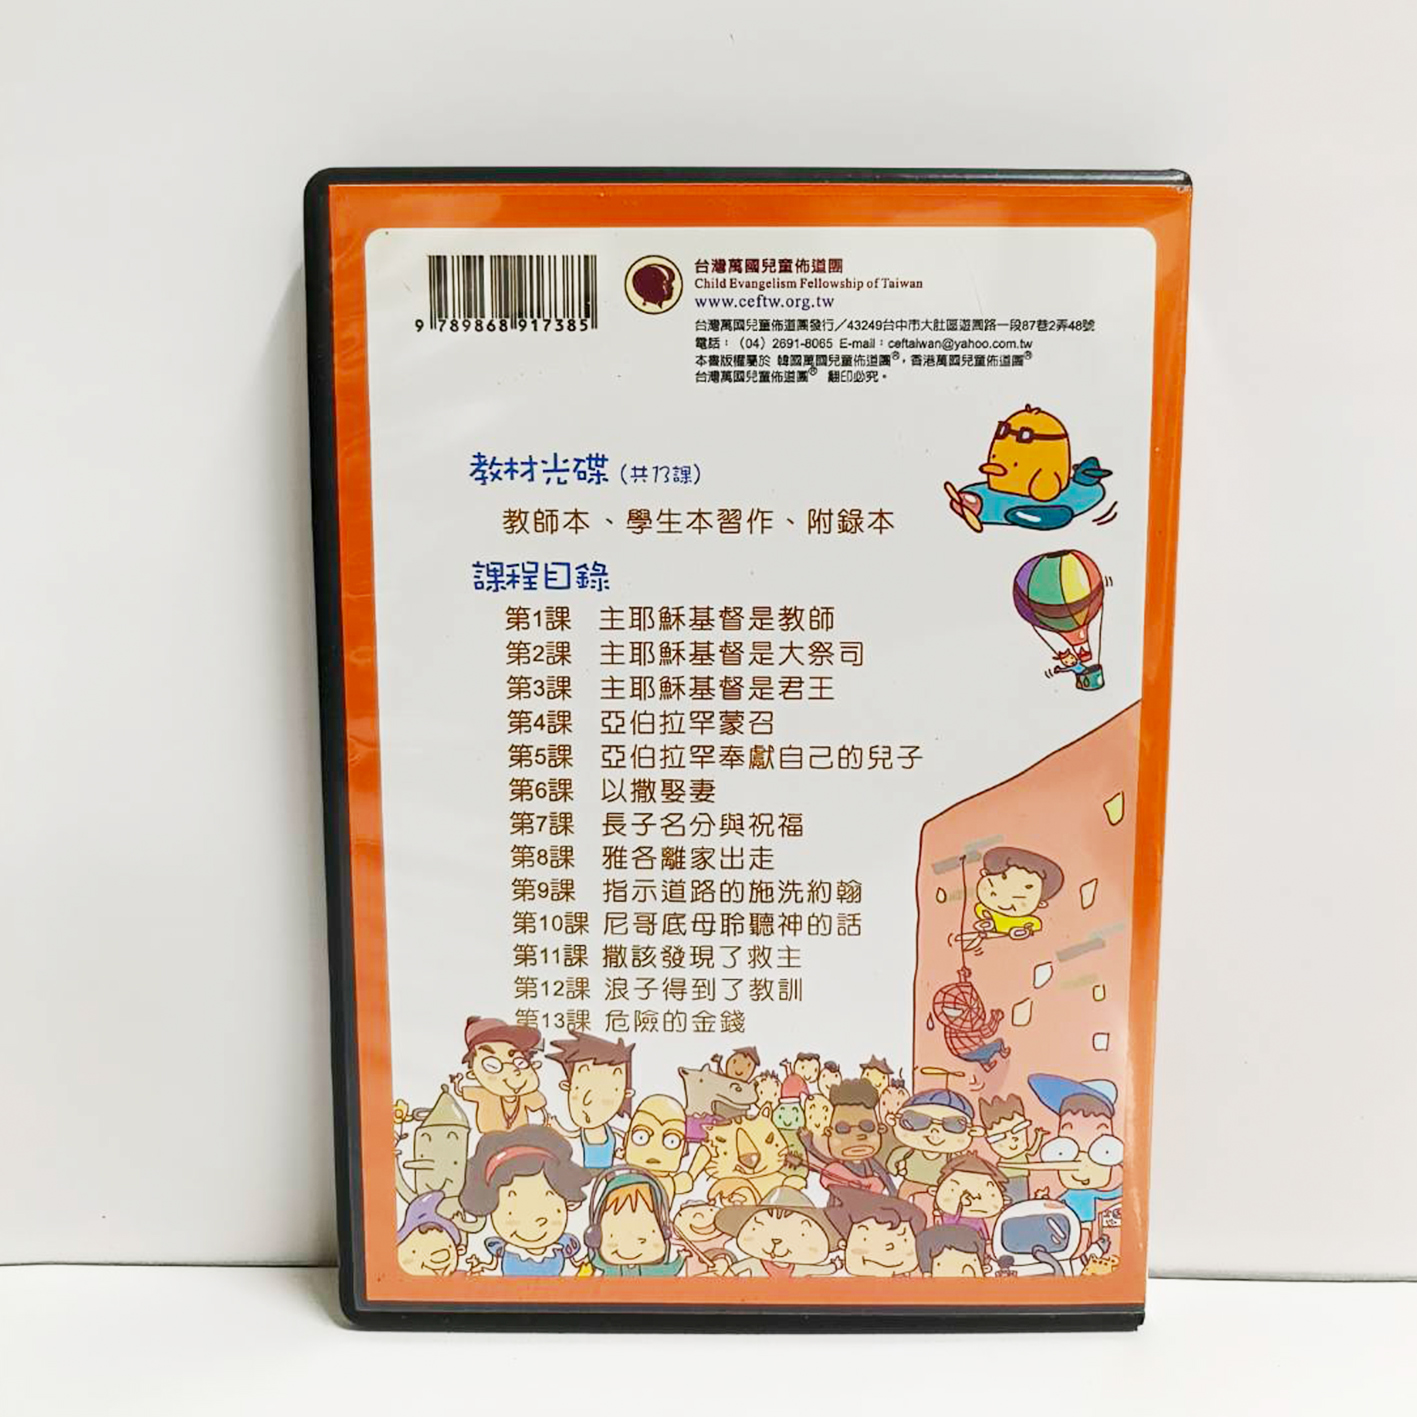 9 789868 917385
台灣萬國兒童佈道團
Child Evangelism Fellowship of Taiwan
www.ceftw.org.tw
台灣萬國兒童佈道團發行／43249台中市大肚區遊園路一段87巷2弄48號
電話：（04）2691-8065 E-mail：ceftaiwan@yahoo.com.tw
本書版權屬於 韓國萬國兒童佈道團®，香港萬國兒童佈道團®
台灣萬國兒童佈道團® 翻印必究。
教材光碟（共13課）
教師本、學生本習作、附錄本
課程目錄
第1課 主耶穌基督是教師
第2課 主耶穌基督是大祭司
第3課 主耶穌基督是君王
第4課 亞伯拉罕蒙召
第5課 亞伯拉罕奉獻自己的兒子
第6課 以撒娶妻
第7課 長子名分與祝福
第8課 雅各離家出走
第9課 指示道路的施洗約翰
第10課 尼哥底母聆聽神的話
第11課 撒該發現了救主
第12課 浪子得到了教訓
第13課 危險的金錢